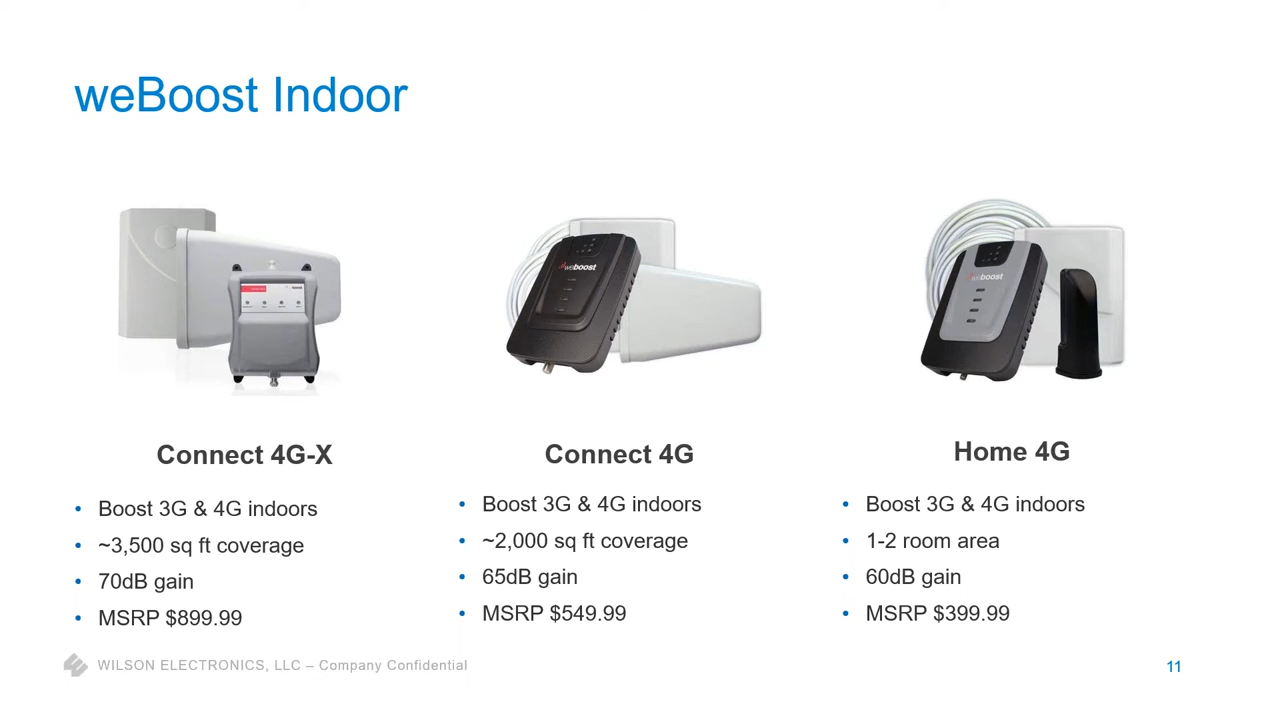 weBoost Indoor
weboost
weboost
Connect 4G-X
Boost 3G & 4G indoors
~3,500 sq ft coverage
70dB gain
MSRP $899.99
Connect 4G
Boost 3G & 4G indoors
~2,000 sq ft coverage
65dB gain
MSRP $549.99
Home 4G
Boost 3G & 4G indoors
1-2 room area
60dB gain
MSRP $399.99
WILSON ELECTRONICS, LLC – Company Confidential
11